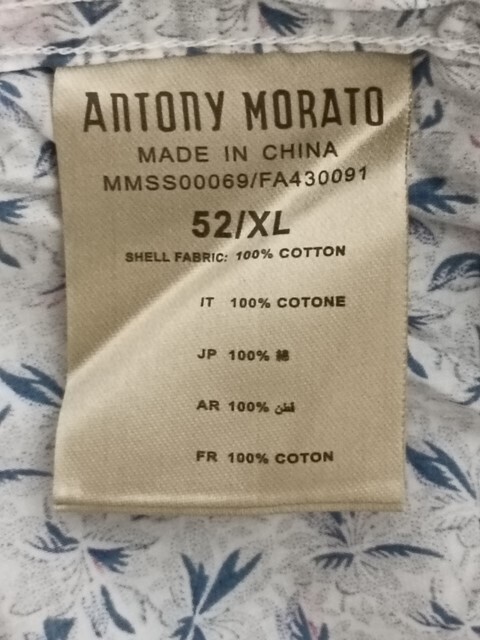 ANTONY MORATO
MADE IN CHINA
MMSS00069/FA430091
52/XL
SHELL FABRIC: 100% COTTON
IT 100% COTONE
JP 100% 綿
AR 100% قطن
FR 100% COTON